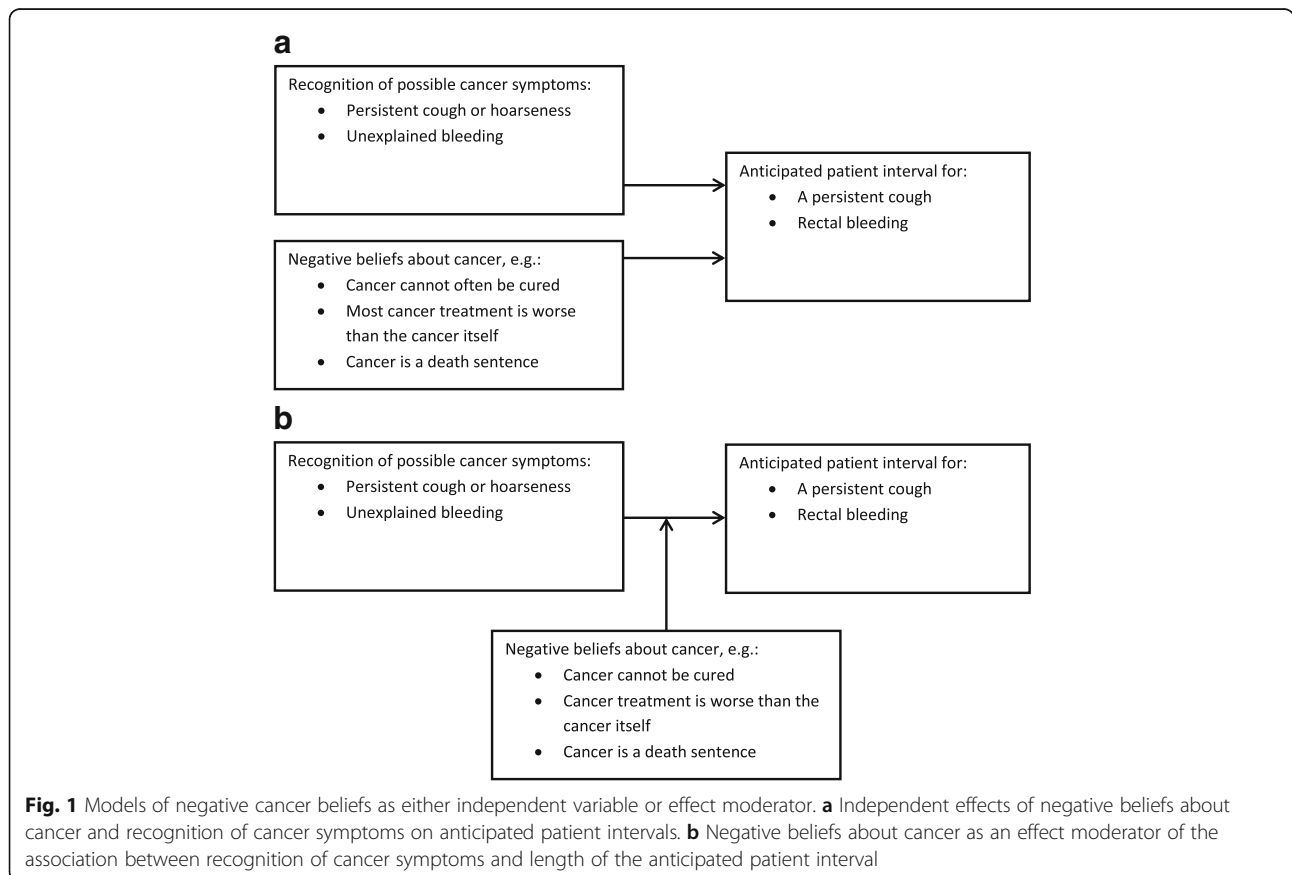 a
Recognition of possible cancer symptoms:
• Persistent cough or hoarseness
• Unexplained bleeding
Anticipated patient interval for:
• A persistent cough
• Rectal bleeding
Negative beliefs about cancer, e.g.:
• Cancer cannot often be cured
• Most cancer treatment is worse
than the cancer itself
• Cancer is a death sentence
b
Recognition of possible cancer symptoms:
• Persistent cough or hoarseness
• Unexplained bleeding
Anticipated patient interval for:
• A persistent cough
• Rectal bleeding
Negative beliefs about cancer, e.g.:
• Cancer cannot be cured
• Cancer treatment is worse than the
cancer itself
• Cancer is a death sentence
Fig. 1 Models of negative cancer beliefs as either independent variable or effect moderator. a Independent effects of negative beliefs about
cancer and recognition of cancer symptoms on anticipated patient intervals. b Negative beliefs about cancer as an effect moderator of the
association between recognition of cancer symptoms and length of the anticipated patient interval